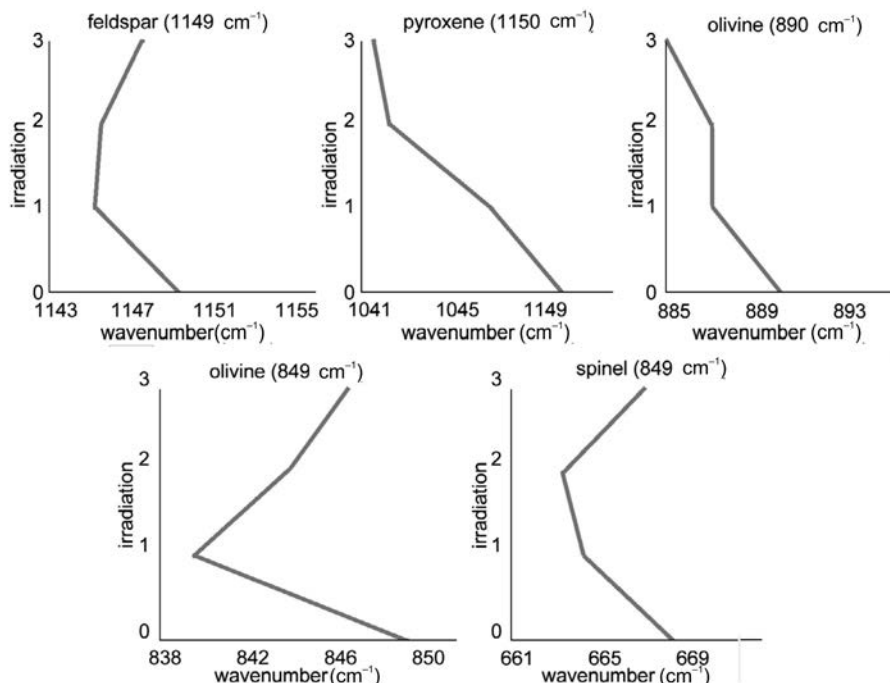 feldspar (1149 cm⁻¹)
3
2
1
0
irradiation
1143 1147 1151 1155
wavenumber(cm⁻¹)
pyroxene (1150 cm⁻¹)
3
2
1
0
irradiation
1041 1045 1149
wavenumber (cm⁻¹)
olivine (890 cm⁻¹)
3
2
1
0
irradiation
885 889 893
wavenumber (cm⁻¹)
olivine (849 cm⁻¹)
3
2
1
0
irradiation
838 842 846 850
wavenumber(cm⁻¹)
spinel (849 cm⁻¹)
3
2
1
0
irradiation
661 665 669
wavenumber (cm⁻¹)